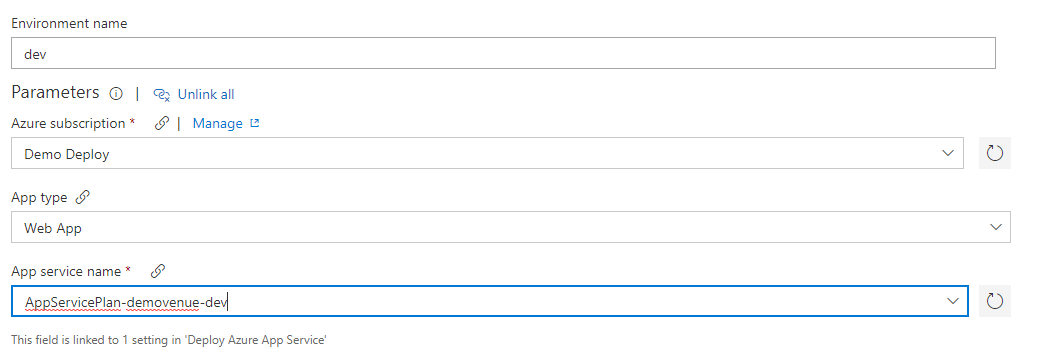 Environment name
dev
Parameters | Unlink all
Azure subscription * | Manage
Demo Deploy
App type
Web App
App service name *
AppServicePlan-demovenue-dev
This field is linked to 1 setting in 'Deploy Azure App Service'